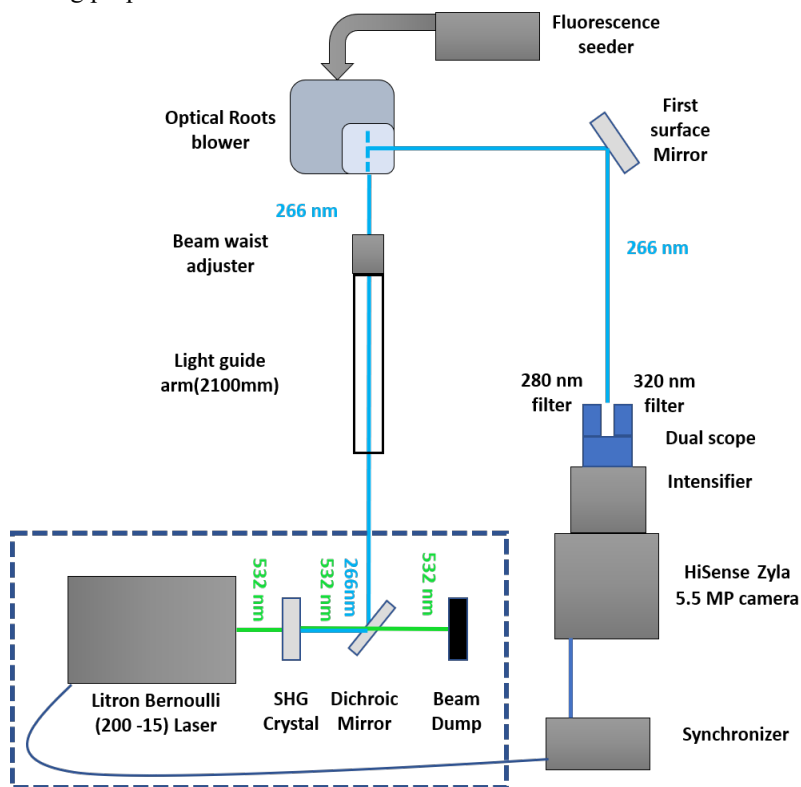 ing prop
Fluorescence
seeder
Optical Roots
blower
First
surface
Mirror
266 nm
Beam waist
adjuster
266 nm
Light guide
arm(2100mm)
280 nm
filter
320 nm
filter
Dual scope
Intensifier
HiSense Zyla
5.5 MP camera
532 nm
532 nm
266nm
532 nm
Litron Bernoulli
(200 -15) Laser
SHG
Crystal
Dichroic
Mirror
Beam
Dump
Synchronizer